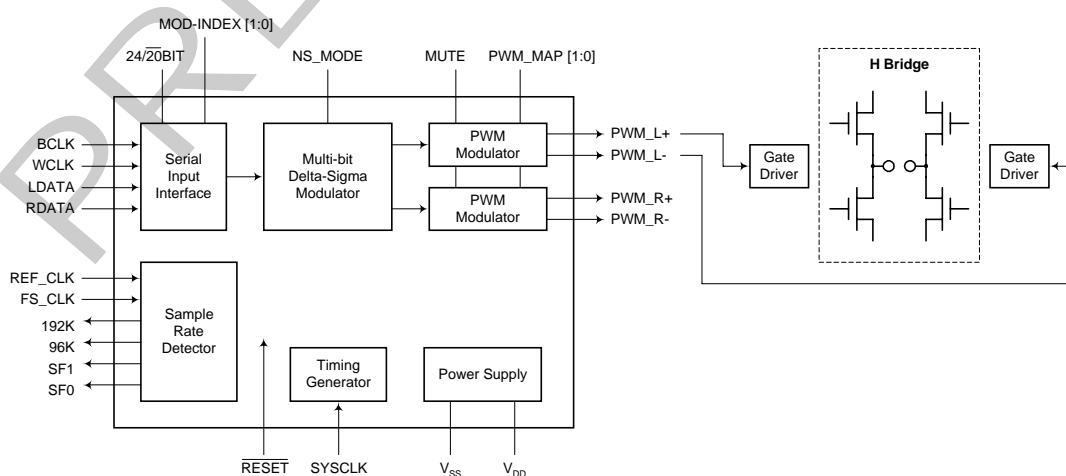 MOD-INDEX [1:0]
24/20BIT
NS_MODE
MUTE
PWM_MAP [1:0]
BCLK
WCLK
LDATA
RDATA
Serial
Input
Interface
Multi-bit
Delta-Sigma
Modulator
PWM
Modulator
PWM
Modulator
PWM_L+
PWM_L-
PWM_R+
PWM_R-
Gate
Driver
H Bridge
Gate
Driver
REF_CLK
FS_CLK
192K
96K
SF1
SF0
Sample
Rate
Detector
Timing
Generator
Power Supply
RESET
SYSCLK
VSS
VDD